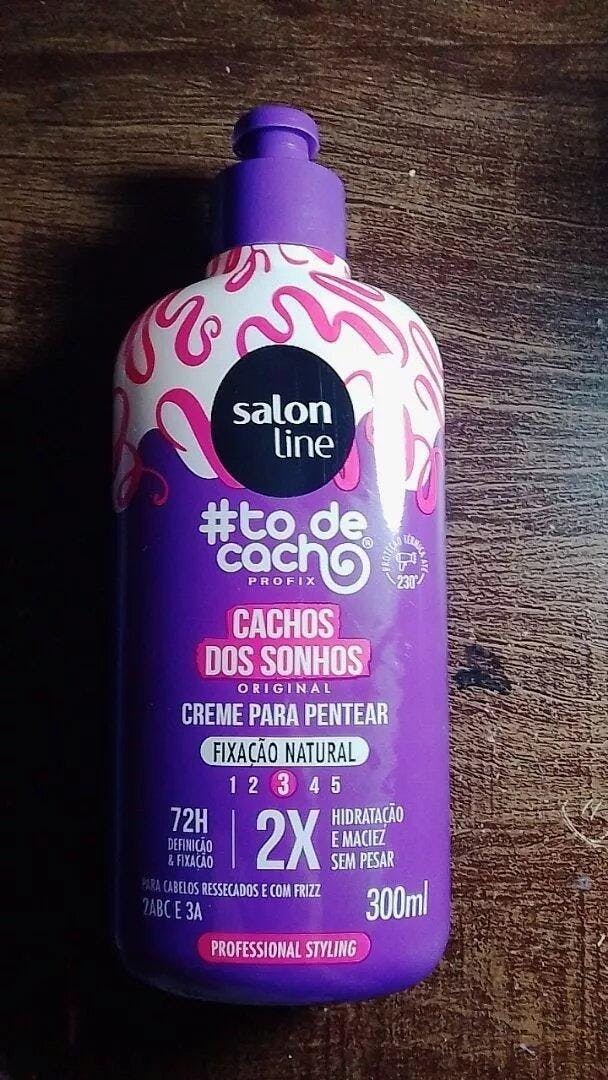 salon
line
#to de
cacho®
PROFIX
PROTEÇÃO TÉRMICA ATÉ
230°
CACHOS
DOS SONHOS
ORIGINAL
CREME PARA PENTEAR
FIXAÇÃO NATURAL
1 2 3 4 5
72H
DEFINIÇÃO
& FIXAÇÃO
2X
HIDRATAÇÃO
E MACIEZ
SEM PESAR
PARA CABELOS RESSECADOS E COM FRIZZ
2ABC E 3A
300ml
PROFESSIONAL STYLING